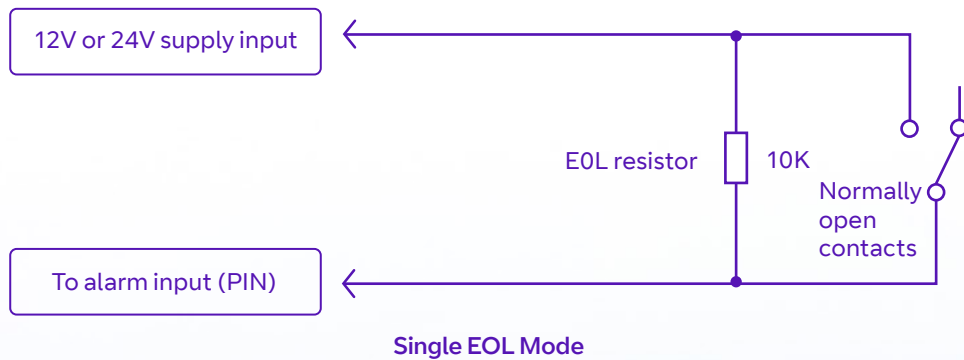 12V or 24V supply input
E0L resistor
10K
Normally
open
contacts
To alarm input (PIN)
Single EOL Mode